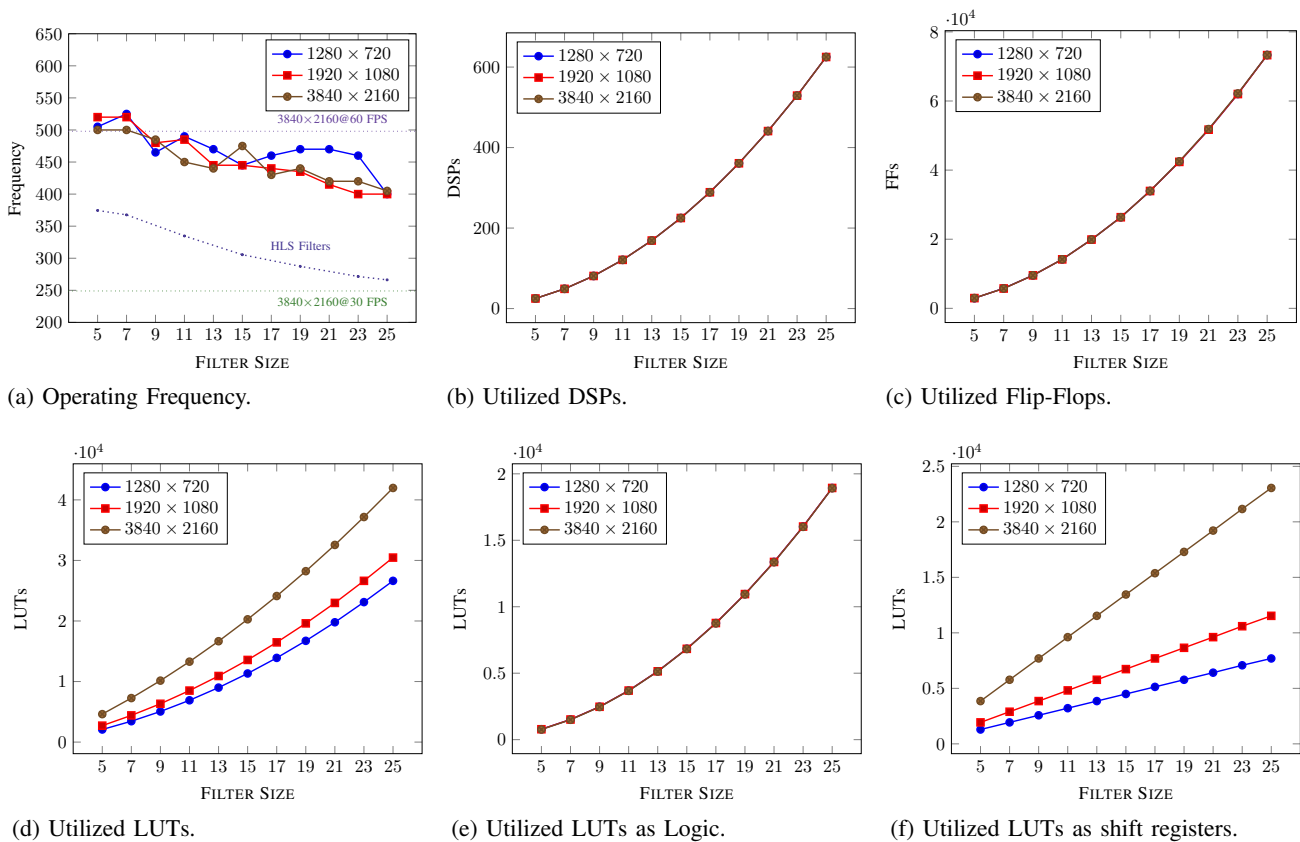 650
600
550
500
450
400
350
300
250
200
Frequency
1280 × 720
1920 × 1080
3840 × 2160
3840×2160@60 FPS
HLS Filters
3840×2160@30 FPS
5 7 9 11 13 15 17 19 21 23 25
FILTER SIZE
(a) Operating Frequency.
600
400
200
0
DSPs
1280 × 720
1920 × 1080
3840 × 2160
5 7 9 11 13 15 17 19 21 23 25
FILTER SIZE
(b) Utilized DSPs.
·10⁴
8
6
4
2
0
FFs
1280 × 720
1920 × 1080
3840 × 2160
5 7 9 11 13 15 17 19 21 23 25
FILTER SIZE
(c) Utilized Flip-Flops.
·10⁴
4
3
2
1
0
LUTs
1280 × 720
1920 × 1080
3840 × 2160
5 7 9 11 13 15 17 19 21 23 25
FILTER SIZE
(d) Utilized LUTs.
·10⁴
2
1.5
1
0.5
0
LUTs
1280 × 720
1920 × 1080
3840 × 2160
5 7 9 11 13 15 17 19 21 23 25
FILTER SIZE
(e) Utilized LUTs as Logic.
·10⁴
2.5
2
1.5
1
0.5
0
LUTs
1280 × 720
1920 × 1080
3840 × 2160
5 7 9 11 13 15 17 19 21 23 25
FILTER SIZE
(f) Utilized LUTs as shift registers.